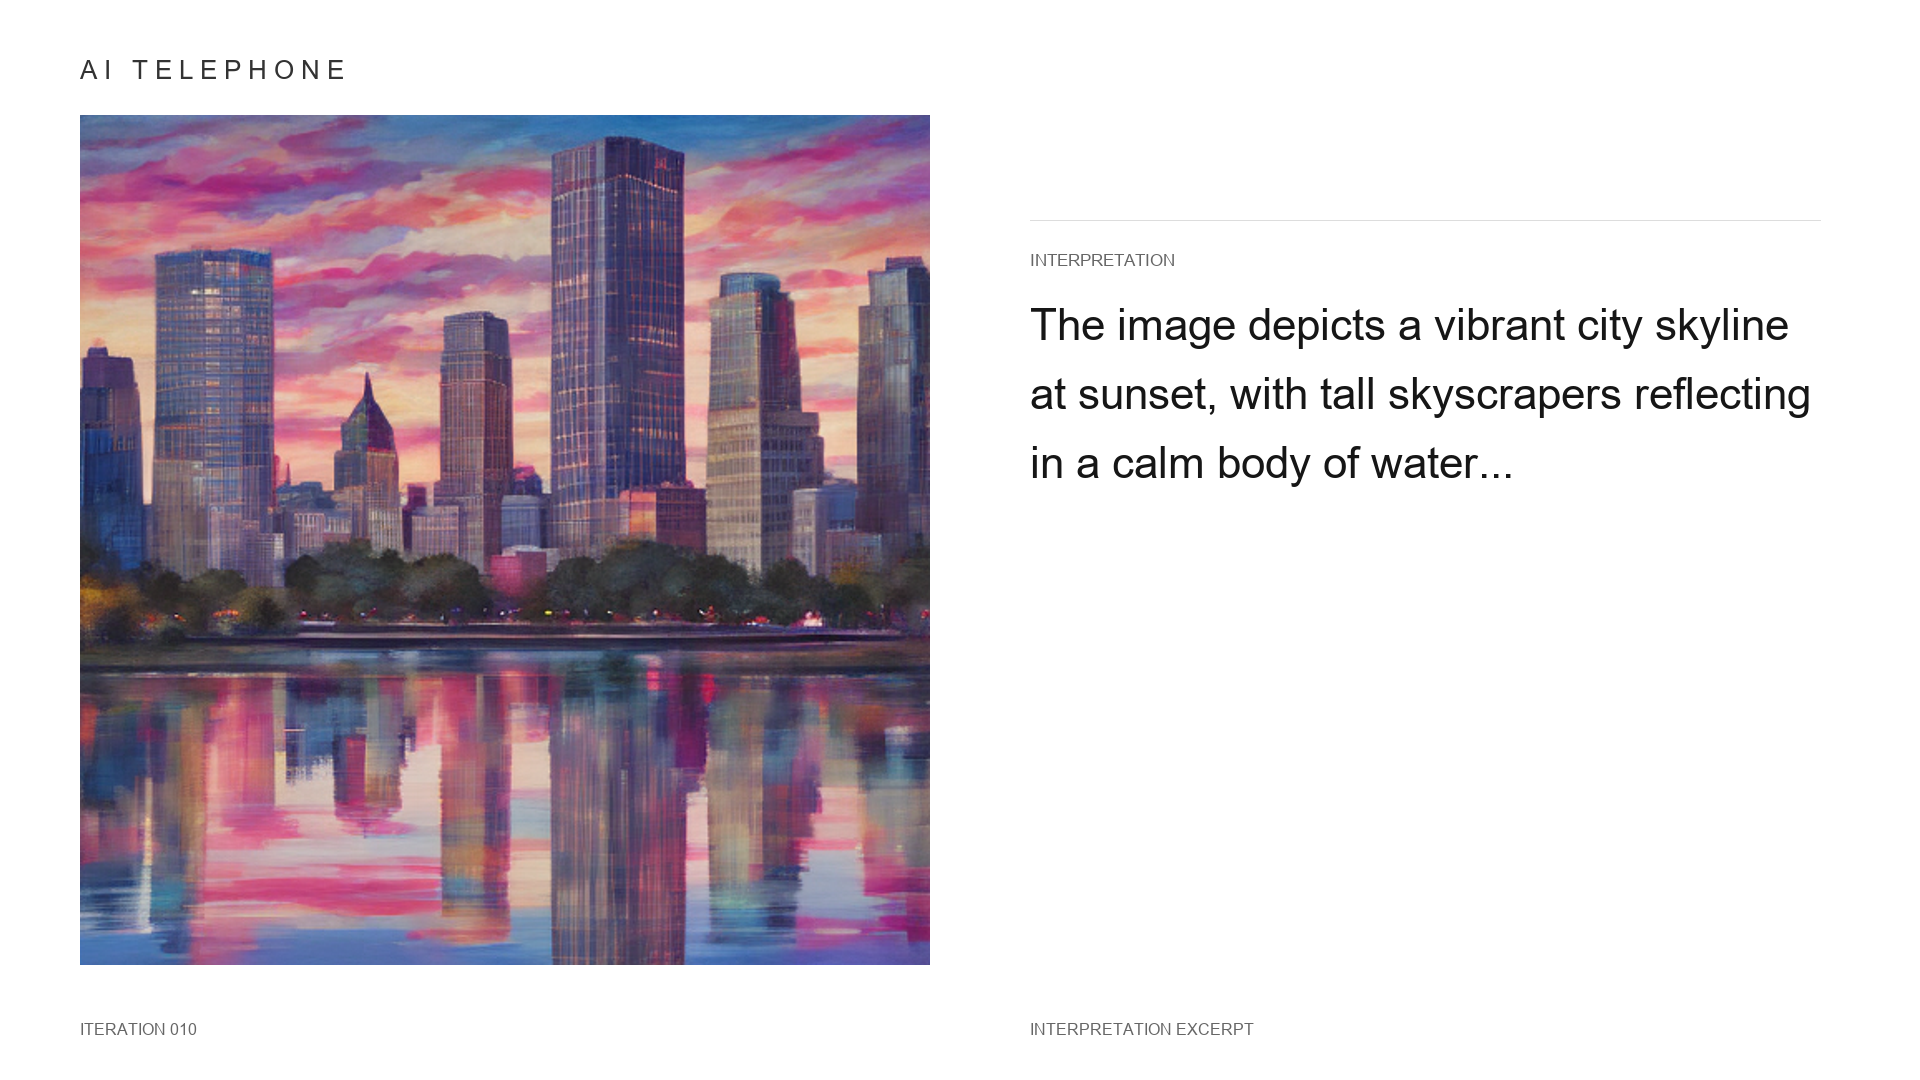 AI TELEPHONE
INTERPRETATION
The image depicts a vibrant city skyline
at sunset, with tall skyscrapers reflecting
in a calm body of water...
ITERATION 010
INTERPRETATION EXCERPT